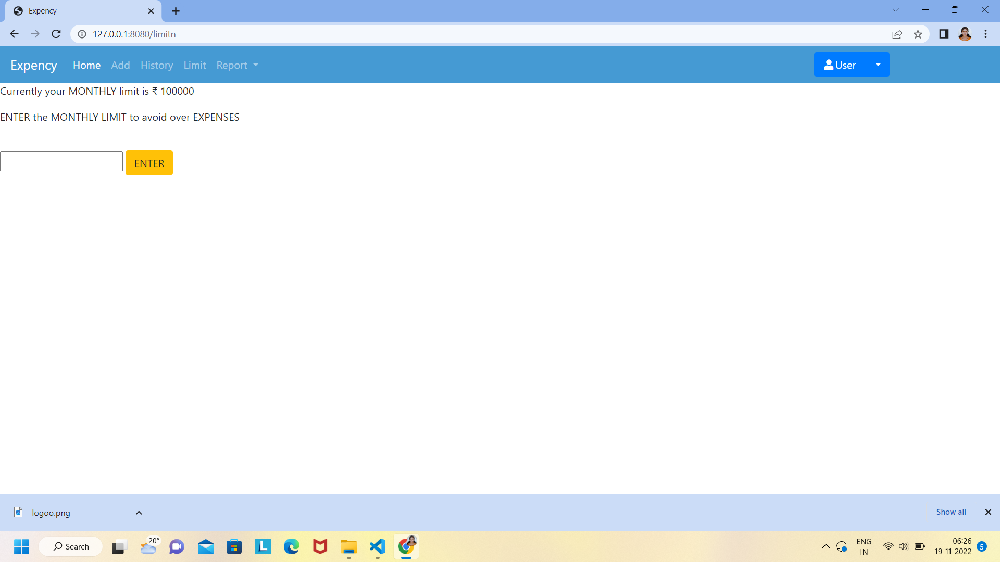 Expency
127.0.0.1:8080/limitn
Expency Home Add History Limit Report User
Currently your MONTHLY limit is ₹ 100000
ENTER the MONTHLY LIMIT to avoid over EXPENSES
ENTER
logoo.png Show all
Search 20° L ENG IN 06:26 19-11-2022 5